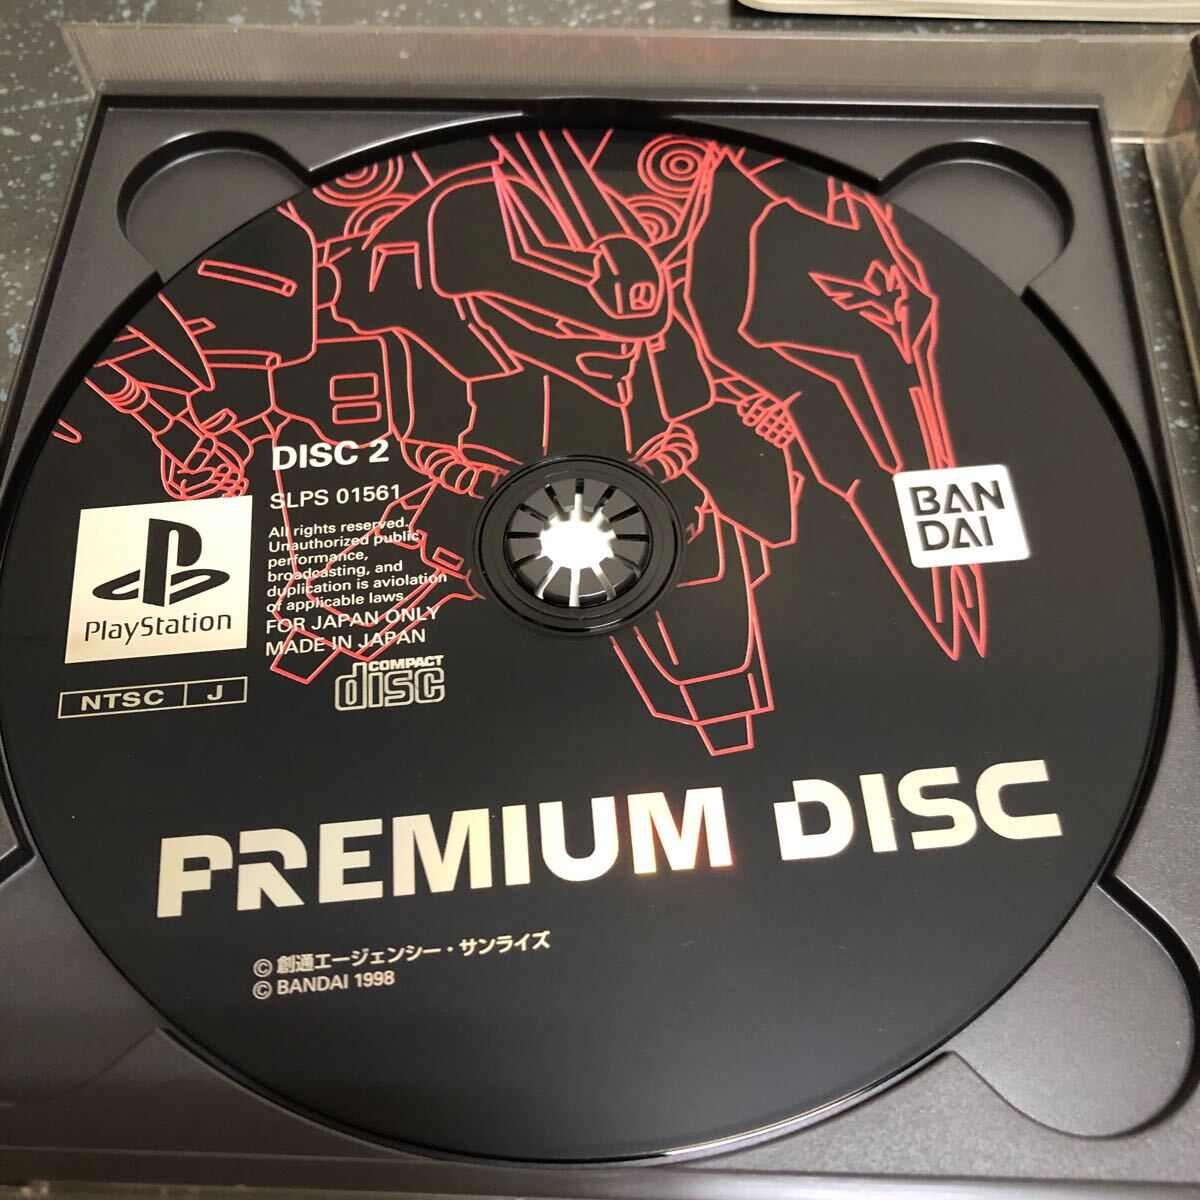 DISC 2
SLPS 01561
All rights reserved.
Unauthorized public
performance,
broadcasting, and
duplication is aviolation
of applicable laws.
FOR JAPAN ONLY
MADE IN JAPAN
PlayStation
NTSC J
COMPACT
disc
BAN
DAI
PREMIUM DISC
© 創通エージェンシー・サンライズ
© BANDAI 1998